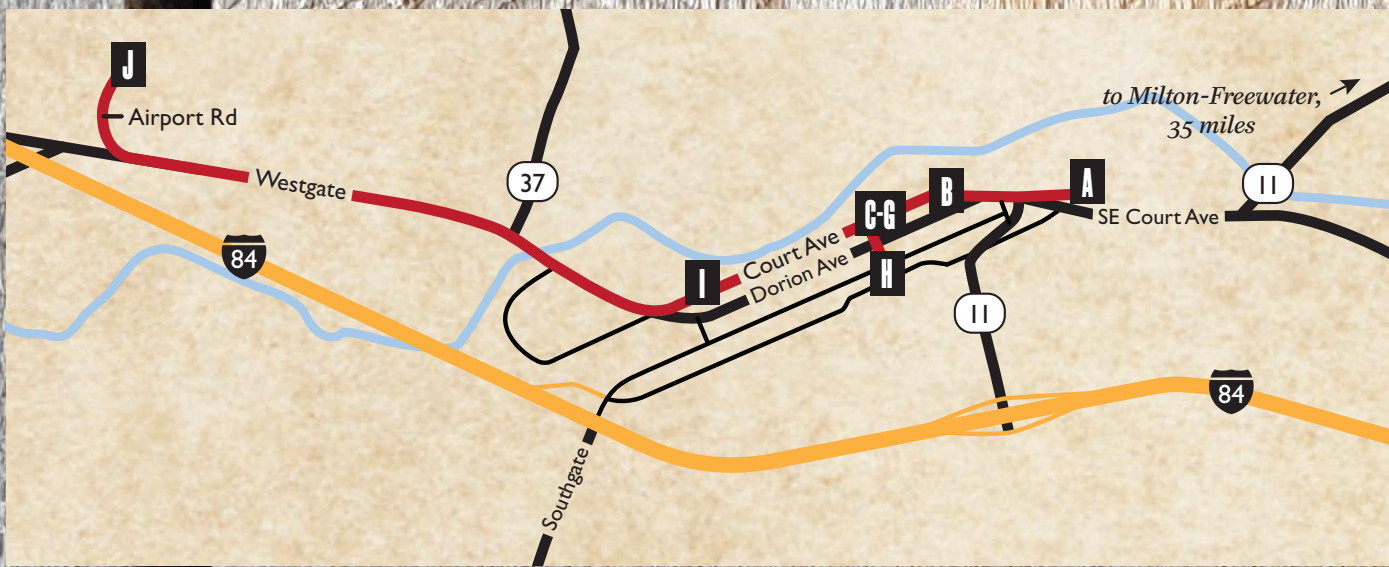 J
Airport Rd
Westgate
37
84
to Milton-Freewater,
35 miles
11
A
B
C-G
SE Court Ave
Court Ave
Dorion Ave
H
I
11
84
Southgate